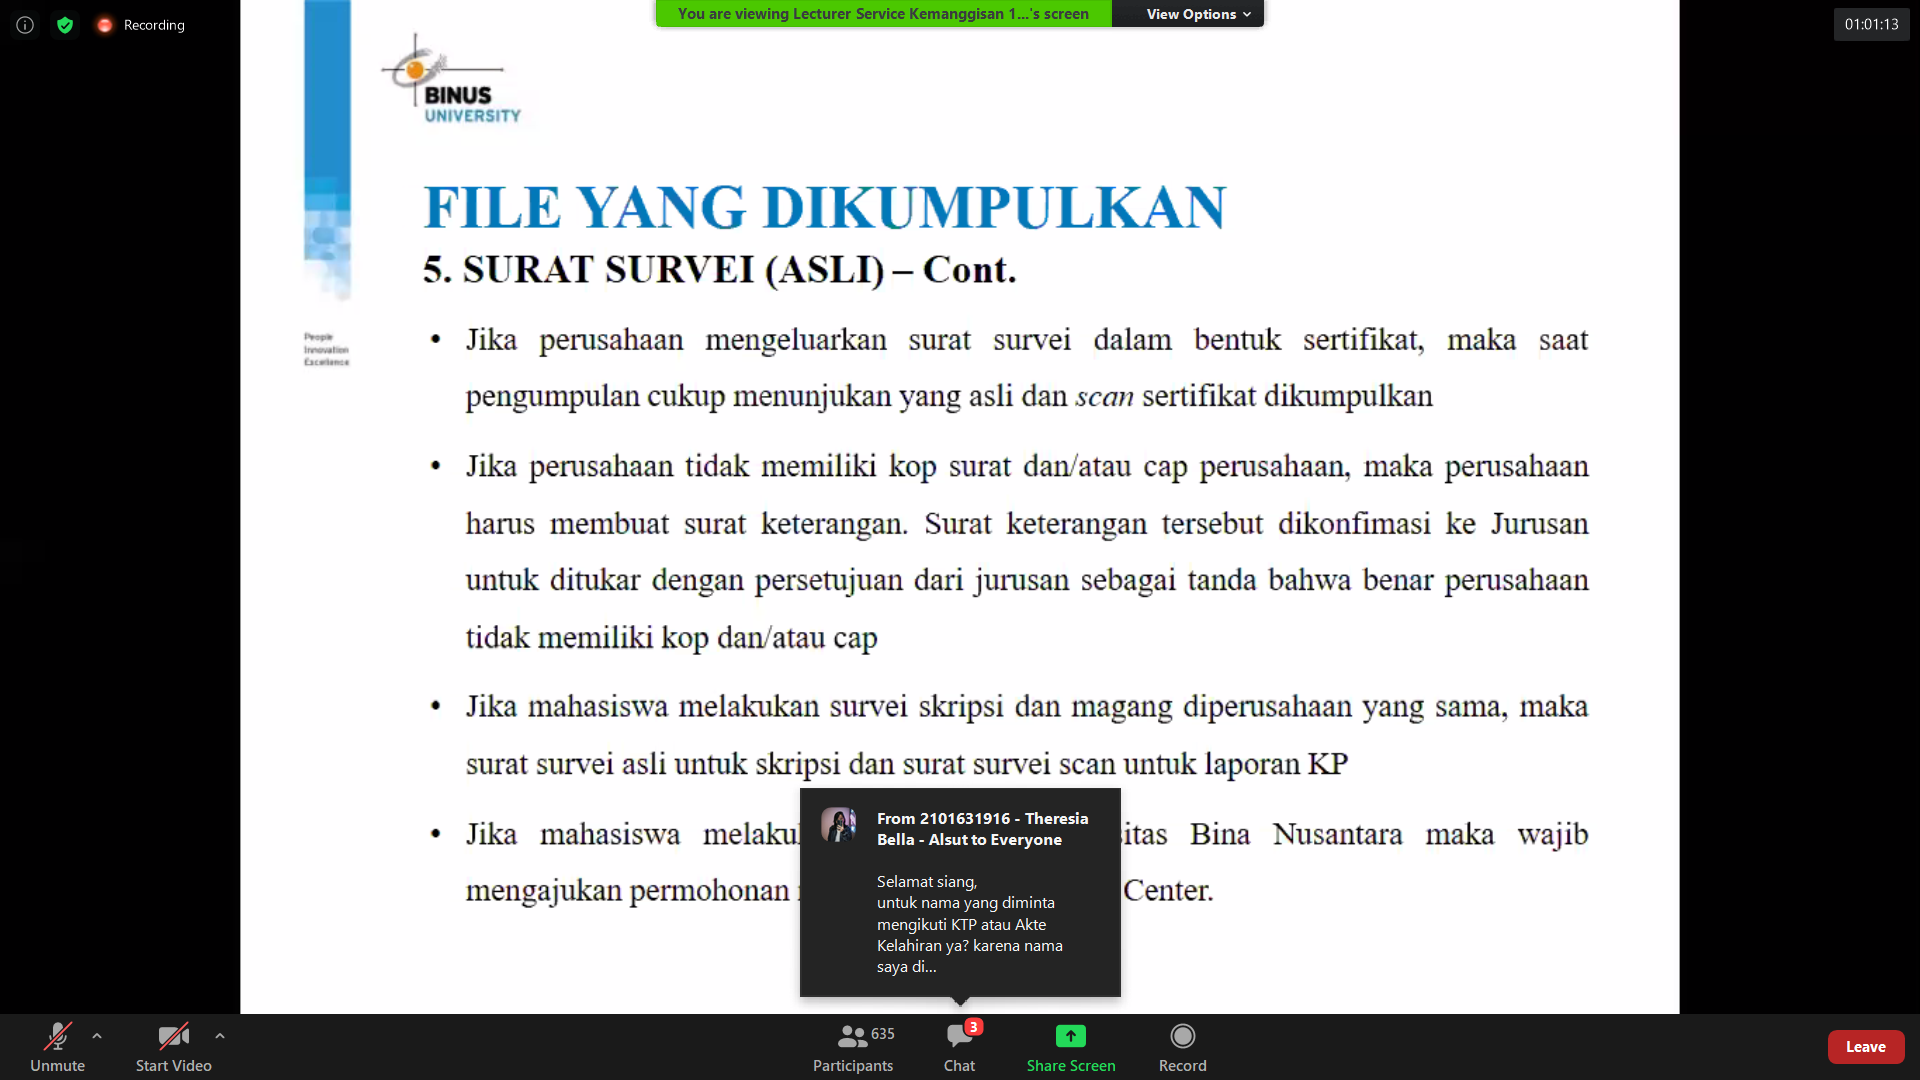 Recording
You are viewing Lecturer Service Kemanggisan 1...'s screen
View Options
01:01:13
BINUS
UNIVERSITY
FILE YANG DIKUMPULKAN
5. SURAT SURVEI (ASLI) – Cont.
People
Innovation
Excellence
• Jika perusahaan mengeluarkan surat survei dalam bentuk sertifikat, maka saat
pengumpulan cukup menunjukan yang asli dan scan sertifikat dikumpulkan
• Jika perusahaan tidak memiliki kop surat dan/atau cap perusahaan, maka perusahaan
harus membuat surat keterangan. Surat keterangan tersebut dikonfimasi ke Jurusan
untuk ditukar dengan persetujuan dari jurusan sebagai tanda bahwa benar perusahaan
tidak memiliki kop dan/atau cap
• Jika mahasiswa melakukan survei skripsi dan magang diperusahaan yang sama, maka
surat survei asli untuk skripsi dan surat survei scan untuk laporan KP
• Jika mahasiswa Bina Nusantara maka wajib
mengajukan permohonan Center.
From 2101631916 - Theresia
Bella - Alsut to Everyone
Selamat siang,
untuk nama yang diminta
mengikuti KTP atau Akte
Kelahiran ya? karena nama
saya di...
Unmute
Start Video
635
Participants
3
Chat
Share Screen
Record
Leave